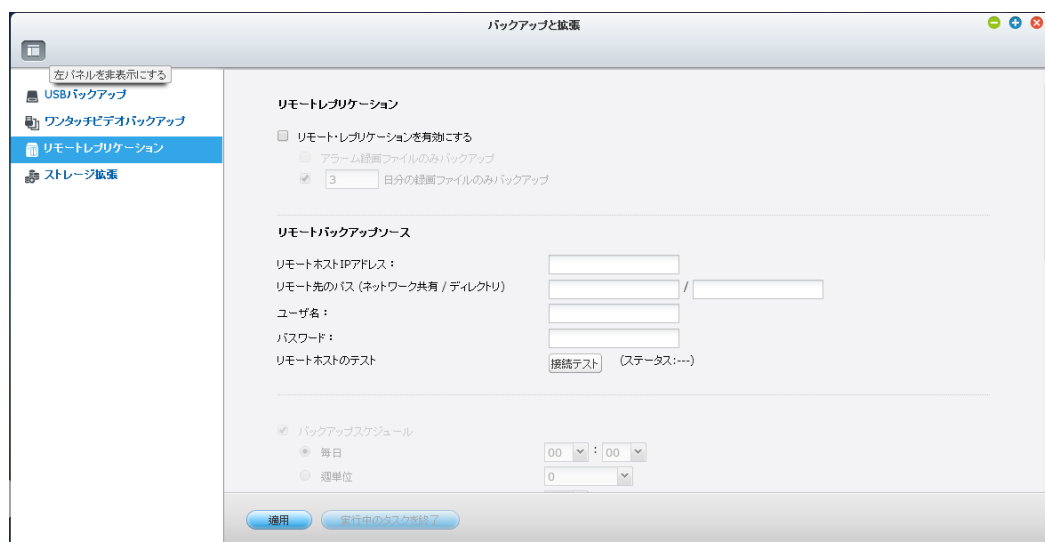 バックアップと拡張
左パネルを非表示にする
USBバックアップ
ワンタッチビデオバックアップ
リモートレプリケーション
ストレージ拡張
リモートレプリケーション
リモート・レプリケーションを有効にする
アラーム録画ファイルのみバックアップ
3 日分の録画ファイルのみバックアップ
リモートバックアップソース
リモートホストIPアドレス：
リモート先のパス (ネットワーク共有 / ディレクトリ) /
ユーザ名：
パスワード：
リモートホストのテスト 接続テスト (ステータス:---)
バックアップスケジュール
毎日 00 : 00
週単位 0
適用 実行中のタスクを終了